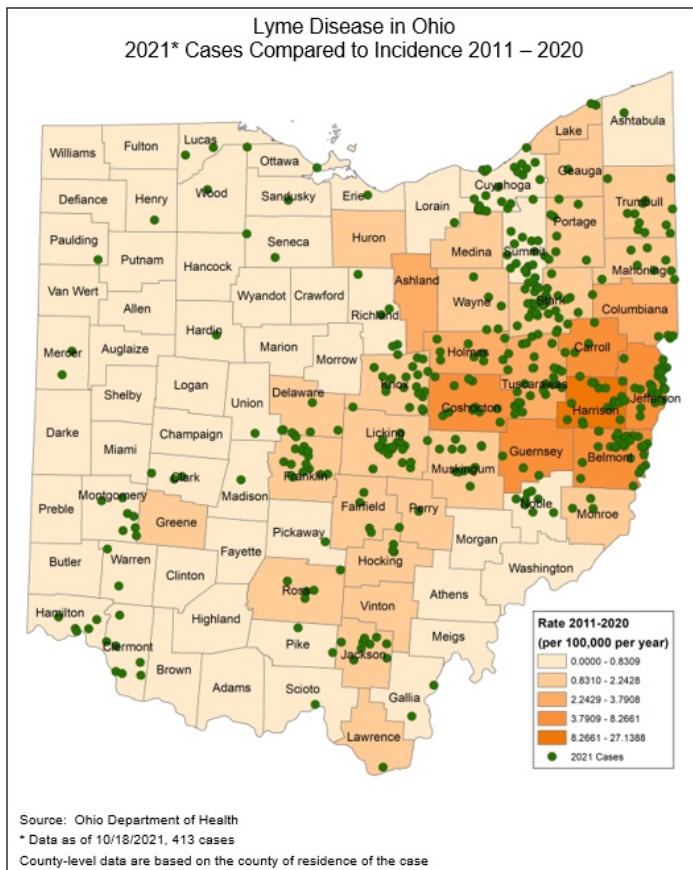 Lyme Disease in Ohio
2021* Cases Compared to Incidence 2011 – 2020
Williams
Fulton
Lucas
Ottawa
Lake
Ashtabula
Geauga
Cuyahoga
Defiance
Henry
Wood
Sandusky
Erie
Lorain
Trumbull
Portage
Summit
Medina
Huron
Seneca
Paulding
Putnam
Hancock
Mahoning
Ashland
Van Wert
Allen
Wyandot
Crawford
Richland
Wayne
Stark
Columbiana
Hardin
Mercer
Auglaize
Marion
Morrow
Holmes
Carroll
Knox
Tuscarawas
Jefferson
Shelby
Logan
Union
Delaware
Coshocton
Harrison
Darke
Miami
Champaign
Licking
Guernsey
Belmont
Clark
Franklin
Muskingum
Madison
Preble
Montgomery
Greene
Fairfield
Perry
Noble
Monroe
Pickaway
Morgan
Fayette
Butler
Warren
Clinton
Hocking
Washington
Ross
Vinton
Athens
Hamilton
Highland
Clermont
Pike
Meigs
Jackson
Brown
Adams
Scioto
Gallia
Lawrence
Rate 2011-2020
(per 100,000 per year)
0.0000 - 0.8309
0.8310 - 2.2428
2.2429 - 3.7908
3.7909 - 8.2661
8.2661 - 27.1388
2021 Cases
Source: Ohio Department of Health
* Data as of 10/18/2021, 413 cases
County-level data are based on the county of residence of the case